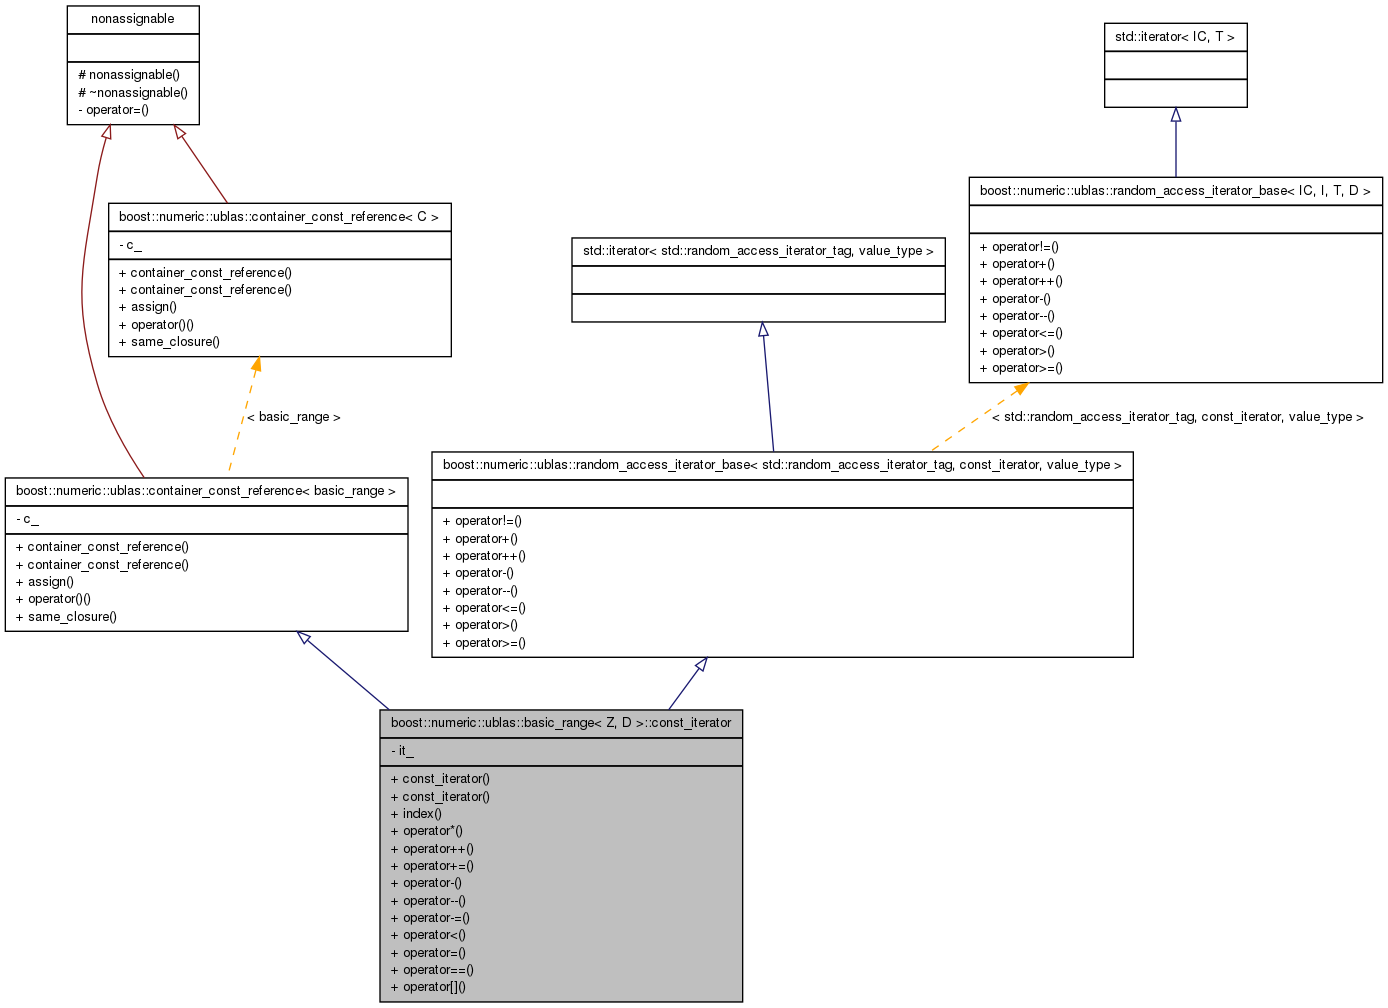 nonassignable
# nonassignable()
# ~nonassignable()
- operator=()
std::iterator< IC, T >
boost::numeric::ublas::random_access_iterator_base< IC, I, T, D >
+ operator!=()
+ operator+()
+ operator++()
+ operator-()
+ operator--()
+ operator<=()
+ operator>()
+ operator>=()
boost::numeric::ublas::container_const_reference< C >
- c_
+ container_const_reference()
+ container_const_reference()
+ assign()
+ operator()()
+ same_closure()
std::iterator< std::random_access_iterator_tag, value_type >
< basic_range >
< std::random_access_iterator_tag, const_iterator, value_type >
boost::numeric::ublas::container_const_reference< basic_range >
- c_
+ container_const_reference()
+ container_const_reference()
+ assign()
+ operator()()
+ same_closure()
boost::numeric::ublas::random_access_iterator_base< std::random_access_iterator_tag, const_iterator, value_type >
+ operator!=()
+ operator+()
+ operator++()
+ operator-()
+ operator--()
+ operator<=()
+ operator>()
+ operator>=()
boost::numeric::ublas::basic_range< Z, D >::const_iterator
- it_
+ const_iterator()
+ const_iterator()
+ index()
+ operator*()
+ operator++()
+ operator+=()
+ operator-()
+ operator--()
+ operator-=()
+ operator<()
+ operator=()
+ operator==()
+ operator[]()